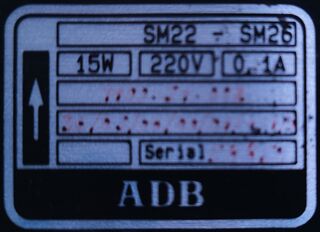 SM22 - SM26
15W 220V 0.1A
Serial
ADB